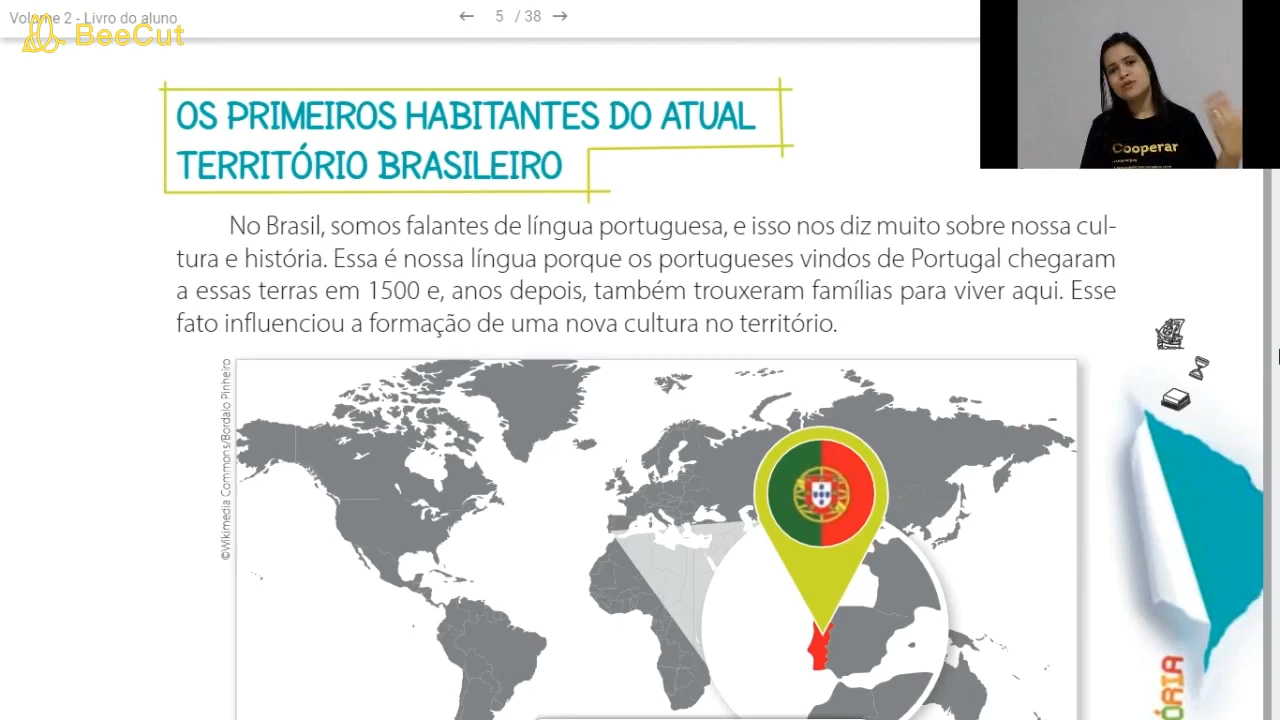 Volume 2 - Livro do aluno
5 / 38
BeeCut
Cooperar
OS PRIMEIROS HABITANTES DO ATUAL
TERRITÓRIO BRASILEIRO
No Brasil, somos falantes de língua portuguesa, e isso nos diz muito sobre nossa cul-
tura e história. Essa é nossa língua porque os portugueses vindos de Portugal chegaram
a essas terras em 1500 e, anos depois, também trouxeram famílias para viver aqui. Esse
fato influenciou a formação de uma nova cultura no território.
©Wikimedia Commons/Bordalo Pinheiro
ÓRIA